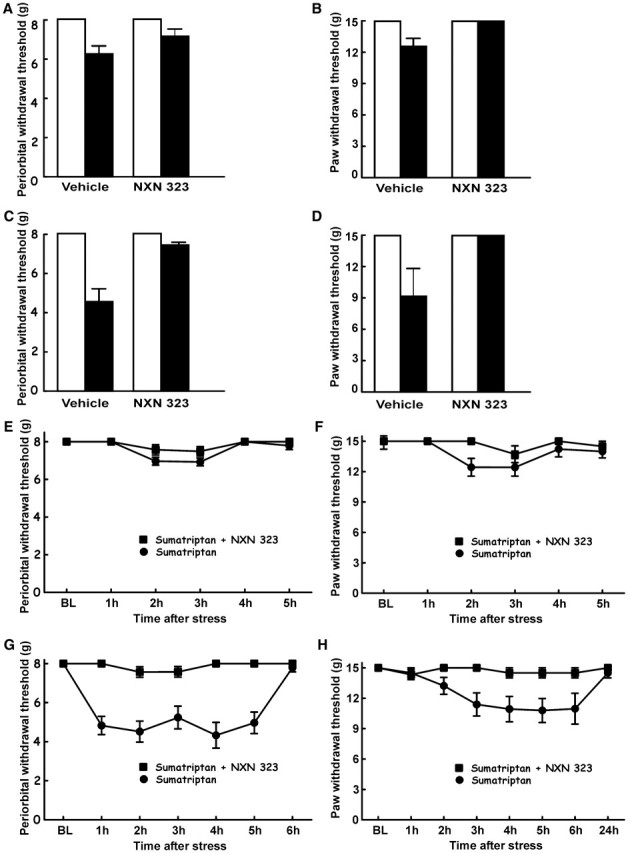 A
Periorbital withdrawal threshold (g)
8
6
4
2
0
Vehicle NXN 323
B
Paw withdrawal threshold (g)
15
12
9
6
3
0
Vehicle NXN 323
C
Periorbital withdrawal threshold (g)
8
6
4
2
0
Vehicle NXN 323
D
Paw withdrawal threshold (g)
15
12
9
6
3
0
Vehicle NXN 323
E
Periorbital withdrawal threshold (g)
8
6
4
2
0
Sumatriptan + NXN 323
Sumatriptan
BL 1h 2h 3h 4h 5h
Time after stress
F
Paw withdrawal threshold (g)
15
12
9
6
3
0
Sumatriptan + NXN 323
Sumatriptan
BL 1h 2h 3h 4h 5h
Time after stress
G
Periorbital withdrawal threshold (g)
8
6
4
2
0
Sumatriptan + NXN 323
Sumatriptan
BL 1h 2h 3h 4h 5h 6h
Time after stress
H
Paw withdrawal threshold (g)
15
12
9
6
3
0
Sumatriptan + NXN 323
Sumatriptan
BL 1h 2h 3h 4h 5h 6h 24h
Time after stress